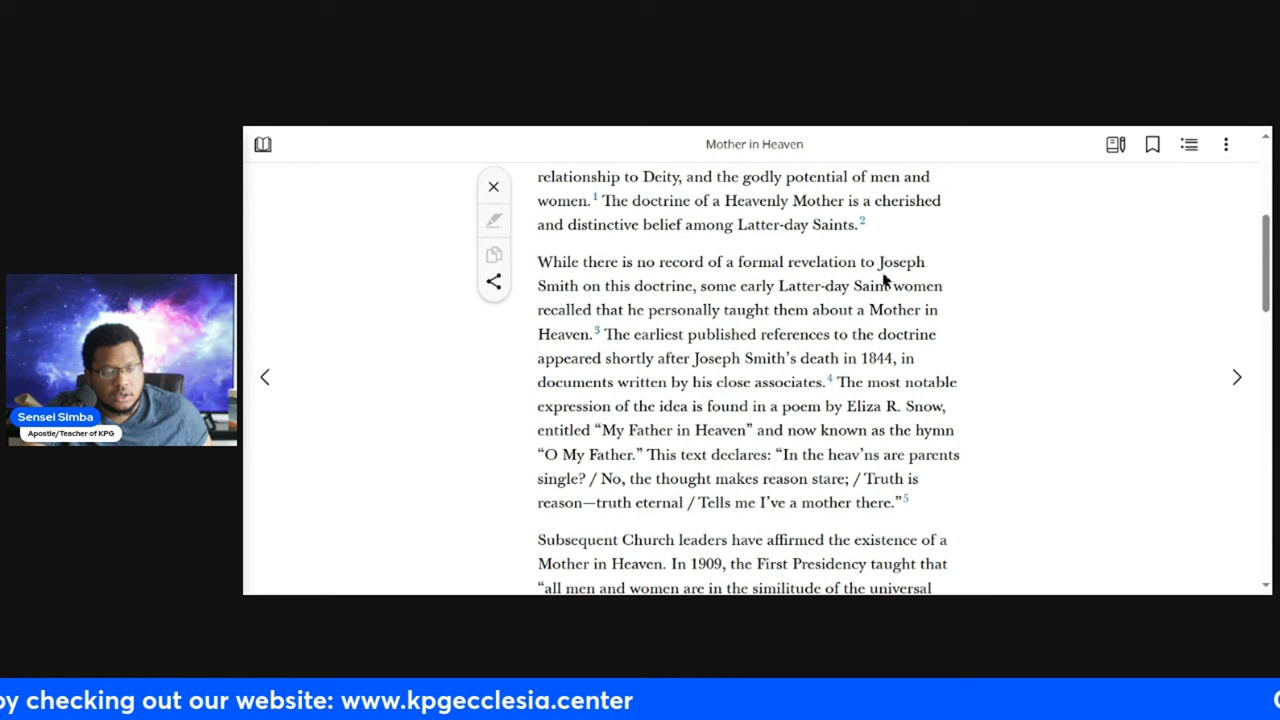 Mother in Heaven
relationship to Deity, and the godly potential of men and
women.1 The doctrine of a Heavenly Mother is a cherished
and distinctive belief among Latter-day Saints.2
While there is no record of a formal revelation to Joseph
Smith on this doctrine, some early Latter-day Saint women
recalled that he personally taught them about a Mother in
Heaven.3 The earliest published references to the doctrine
appeared shortly after Joseph Smith's death in 1844, in
documents written by his close associates.4 The most notable
expression of the idea is found in a poem by Eliza R. Snow,
entitled “My Father in Heaven” and now known as the hymn
“O My Father.” This text declares: “In the heav'ns are parents
single? / No, the thought makes reason stare; / Truth is
reason—truth eternal / Tells me I've a mother there.”5
Subsequent Church leaders have affirmed the existence of a
Mother in Heaven. In 1909, the First Presidency taught that
“all men and women are in the similitude of the universal
Sensei Simba
Apostle/Teacher of KPG
by checking out our website: www.kpgecclesia.center